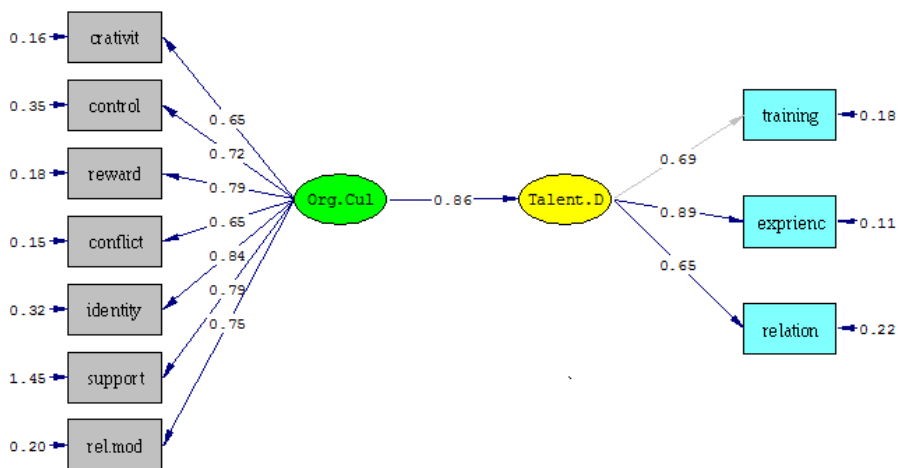 0.16
crativit
0.35
control
0.18
reward
0.15
conflict
0.32
identity
1.45
support
0.20
rel.mod
0.65
0.72
0.79
0.65
0.84
0.79
0.75
Org.Cul
0.86
Talent.D
0.69
0.89
0.65
training
0.18
exprienc
0.11
relation
0.22